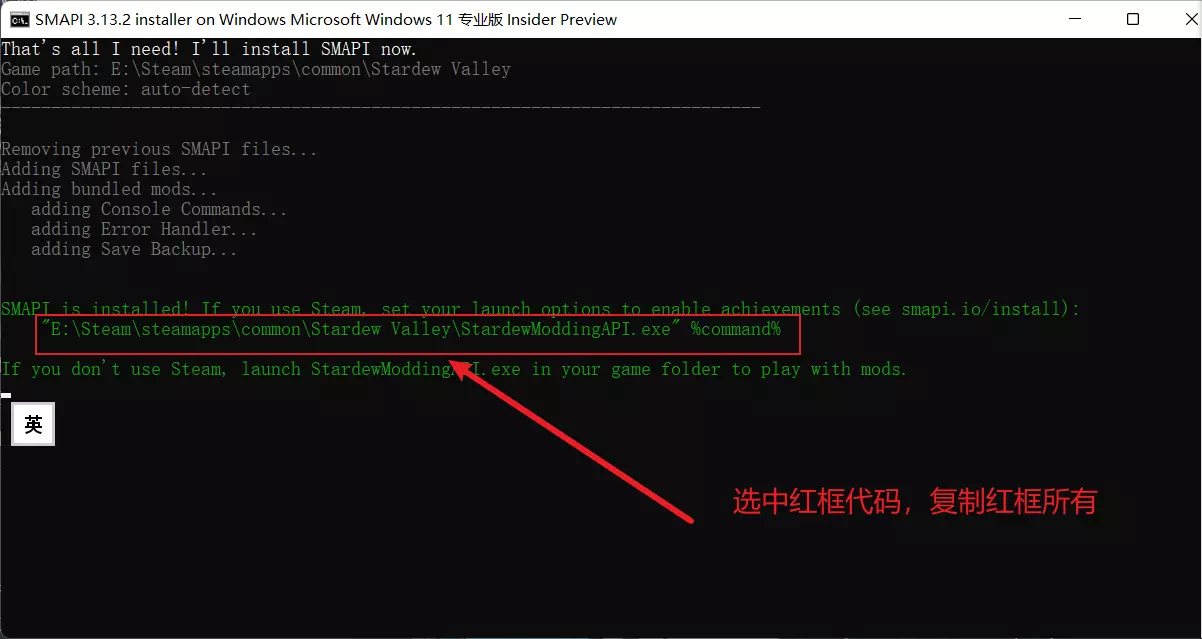 SMAPI 3.13.2 installer on Windows Microsoft Windows 11 专业版 Insider Preview
That's all I need! I'll install SMAPI now.
Game path: E:\Steam\steamapps\common\Stardew Valley
Color scheme: auto-detect
----------------------------------------------------------------------------
Removing previous SMAPI files...
Adding SMAPI files...
Adding bundled mods...
adding Console Commands...
adding Error Handler...
adding Save Backup...
SMAPI is installed! If you use Steam, set your launch options to enable achievements (see smapi.io/install):
"E:\Steam\steamapps\common\Stardew Valley\StardewModdingAPI.exe" %command%
If you don't use Steam, launch StardewModdingAPI.exe in your game folder to play with mods.
英
选中红框代码，复制红框所有